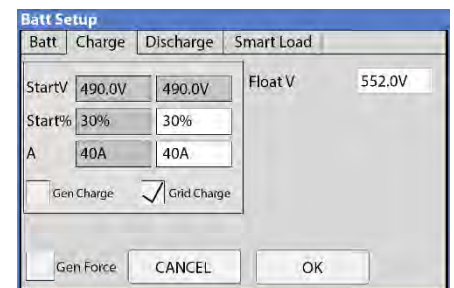 Batt Setup
Batt Charge Discharge Smart Load
StartV 490.0V 490.0V Float V 552.0V
Start% 30% 30%
A 40A 40A
Gen Charge Grid Charge
Gen Force CANCEL OK